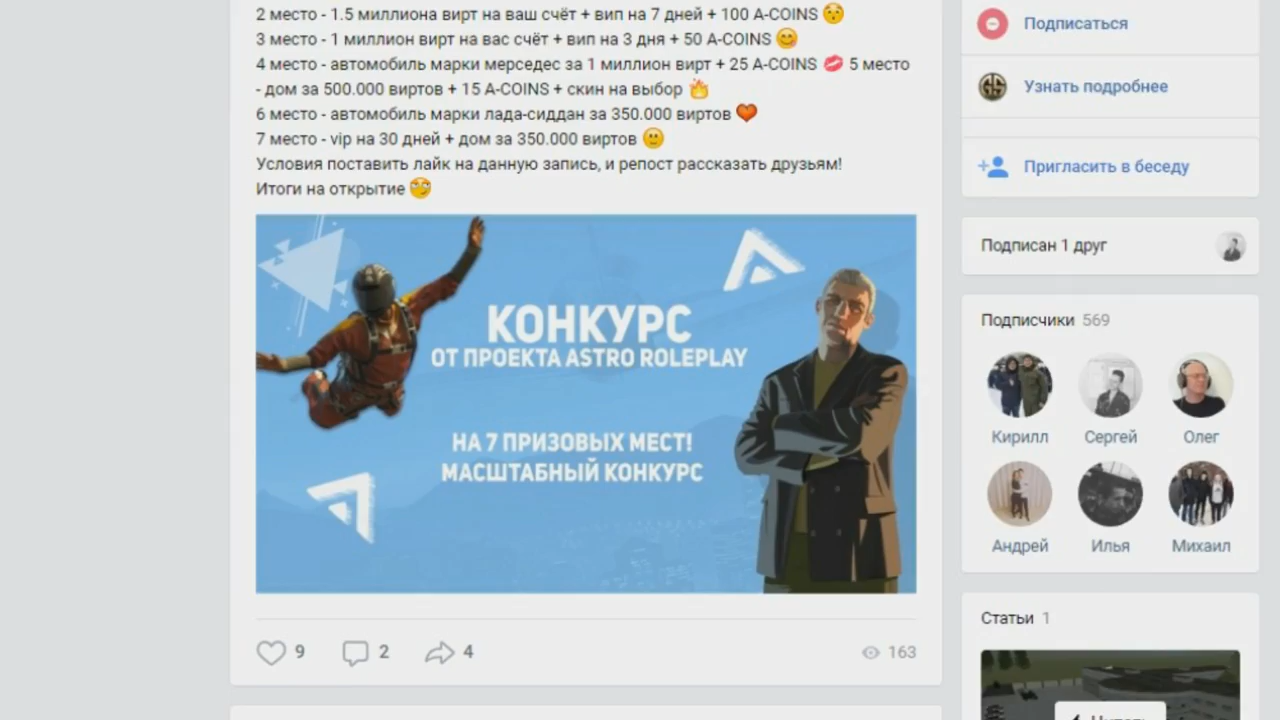 2 место - 1.5 миллиона вирт на ваш счёт + вип на 7 дней + 100 A-COINS
3 место - 1 миллион вирт на вас счёт + вип на 3 дня + 50 A-COINS
4 место - автомобиль марки мерседес за 1 миллион вирт + 25 A-COINS 💋 5 место
- дом за 500.000 виртов + 15 A-COINS + скин на выбор 🔥
6 место - автомобиль марки лада-сиддан за 350.000 виртов
7 место - vip на 30 дней + дом за 350.000 виртов
Условия поставить лайк на данную запись, и репост рассказать друзьям!
Итоги на открытие
КОНКУРС
ОТ ПРОЕКТА ASTRO ROLEPLAY
НА 7 ПРИЗОВЫХ МЕСТ!
МАСШТАБНЫЙ КОНКУРС
9 2 4 163
Подписаться
Узнать подробнее
Пригласить в беседу
Подписан 1 друг
Подписчики 569
Кирилл Сергей Олег
Андрей Илья Михаил
Статьи 1